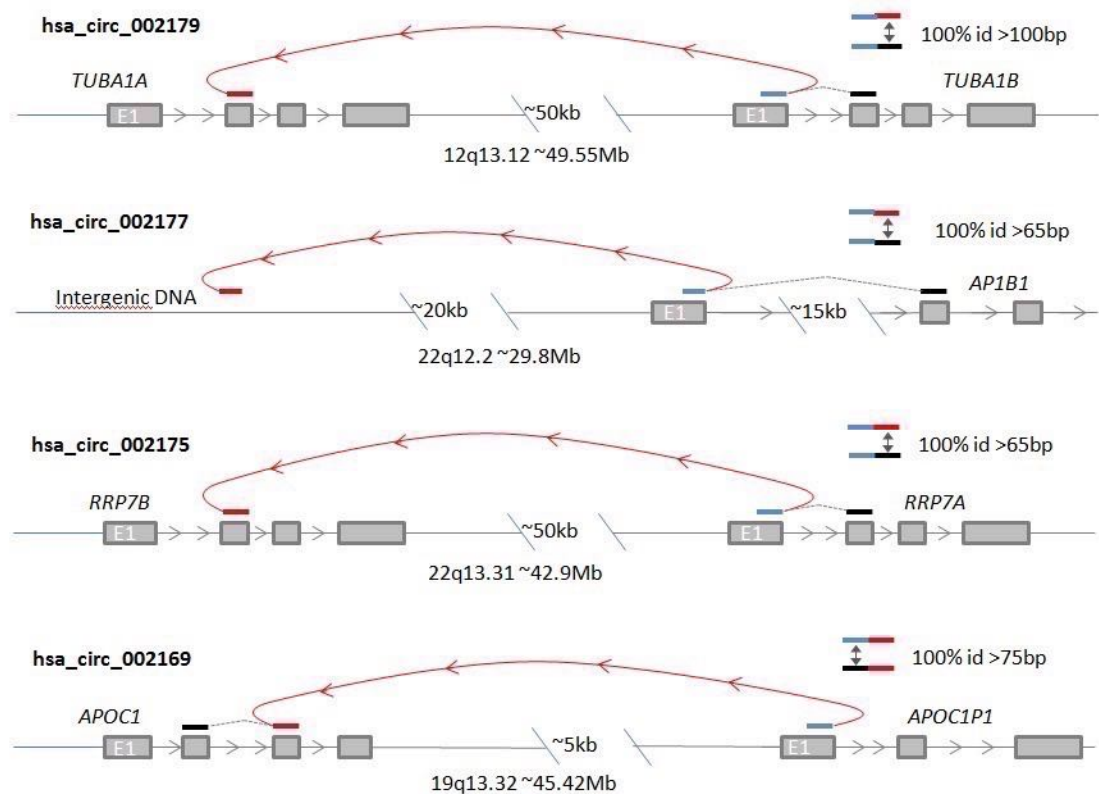 hsa_circ_002179
100% id >100bp
TUBA1A
TUBA1B
E1
~50kb
E1
12q13.12 ~49.55Mb
hsa_circ_002177
100% id >65bp
Intergenic DNA
AP1B1
~20kb
E1
~15kb
22q12.2 ~29.8Mb
hsa_circ_002175
100% id >65bp
RRP7B
RRP7A
E1
~50kb
E1
22q13.31 ~42.9Mb
hsa_circ_002169
100% id >75bp
APOC1
APOC1P1
E1
~5kb
E1
19q13.32 ~45.42Mb